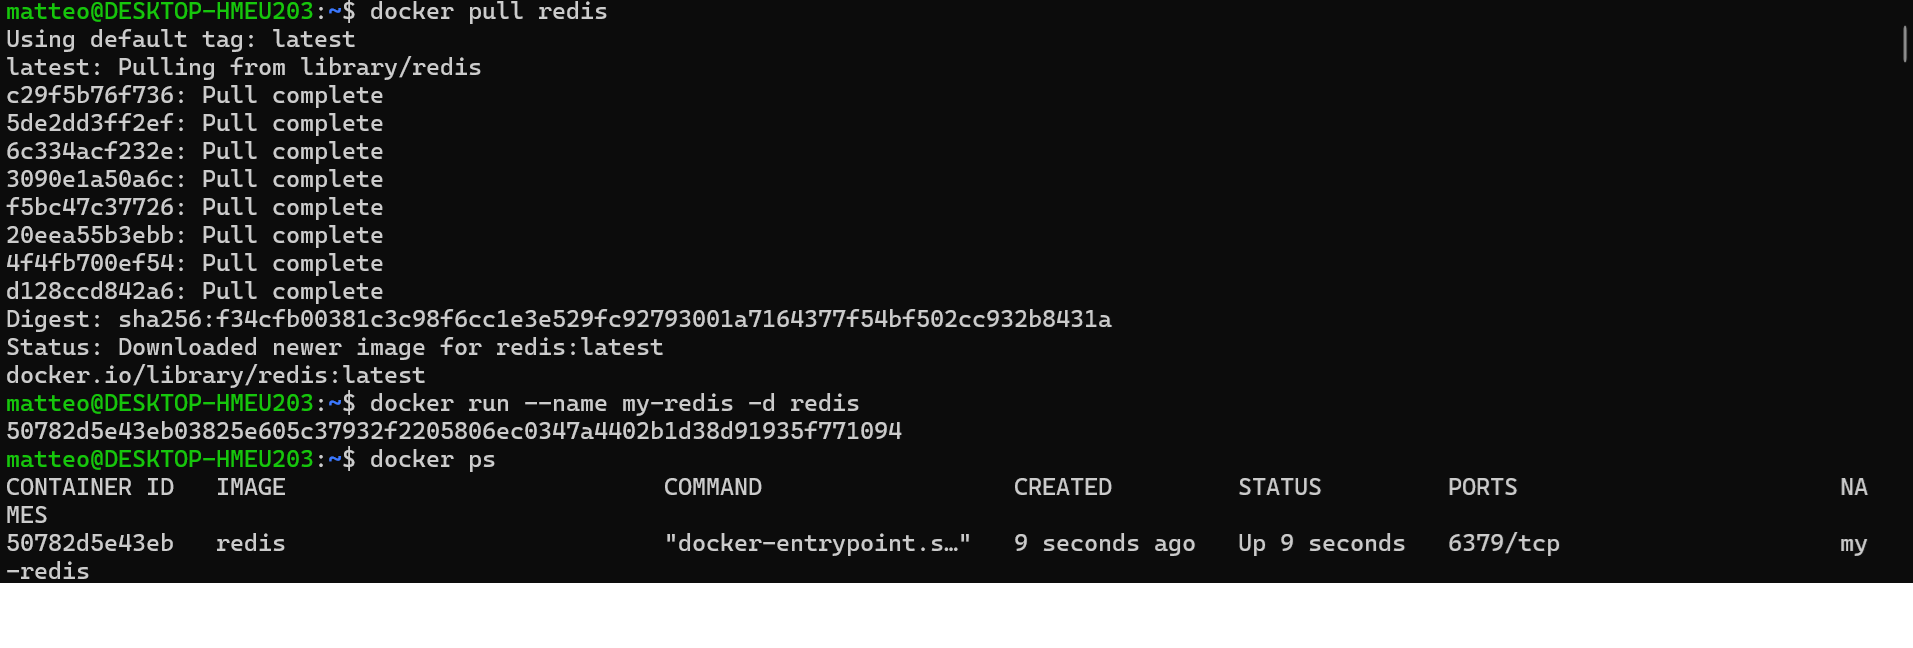 matteo@DESKTOP-HMEU203:~$ docker pull redis
Using default tag: latest
latest: Pulling from library/redis
c29f5b76f736: Pull complete
5de2dd3ff2ef: Pull complete
6c334acf232e: Pull complete
3090e1a50a6c: Pull complete
f5bc47c37726: Pull complete
20eea55b3ebb: Pull complete
4f4fb700ef54: Pull complete
d128ccd842a6: Pull complete
Digest: sha256:f34cfb00381c3c98f6cc1e3e529fc92793001a7164377f54bf502cc932b8431a
Status: Downloaded newer image for redis:latest
docker.io/library/redis:latest
matteo@DESKTOP-HMEU203:~$ docker run --name my-redis -d redis
50782d5e43eb03825e605c37932f2205806ec0347a4402b1d38d91935f771094
matteo@DESKTOP-HMEU203:~$ docker ps
CONTAINER ID   IMAGE                           COMMAND                  CREATED         STATUS         PORTS                       NA
MES
50782d5e43eb   redis                           "docker-entrypoint.s…"   9 seconds ago   Up 9 seconds   6379/tcp                    my
-redis